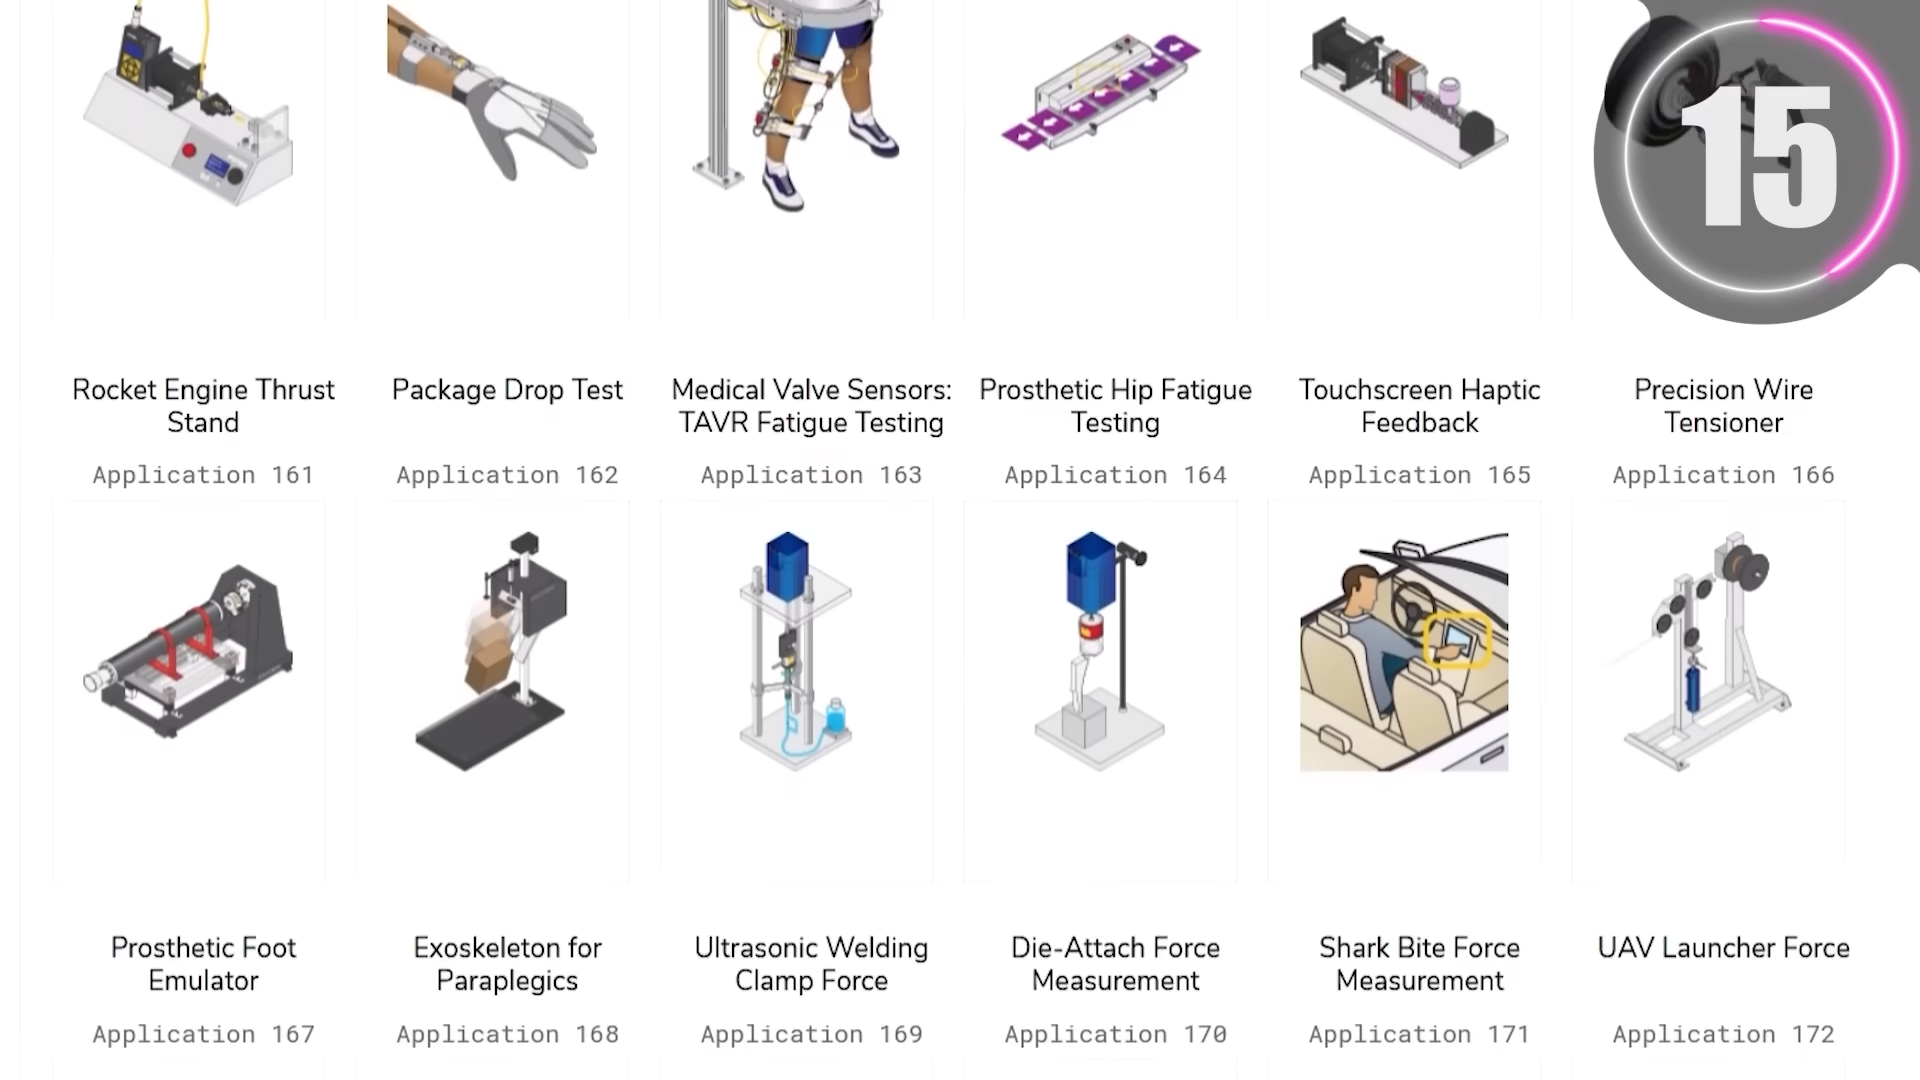 15
Rocket Engine Thrust
Stand
Application 161
Package Drop Test
Application 162
Medical Valve Sensors:
TAVR Fatigue Testing
Application 163
Prosthetic Hip Fatigue
Testing
Application 164
Touchscreen Haptic
Feedback
Application 165
Precision Wire
Tensioner
Application 166
Prosthetic Foot
Emulator
Application 167
Exoskeleton for
Paraplegics
Application 168
Ultrasonic Welding
Clamp Force
Application 169
Die-Attach Force
Measurement
Application 170
Shark Bite Force
Measurement
Application 171
UAV Launcher Force
Application 172